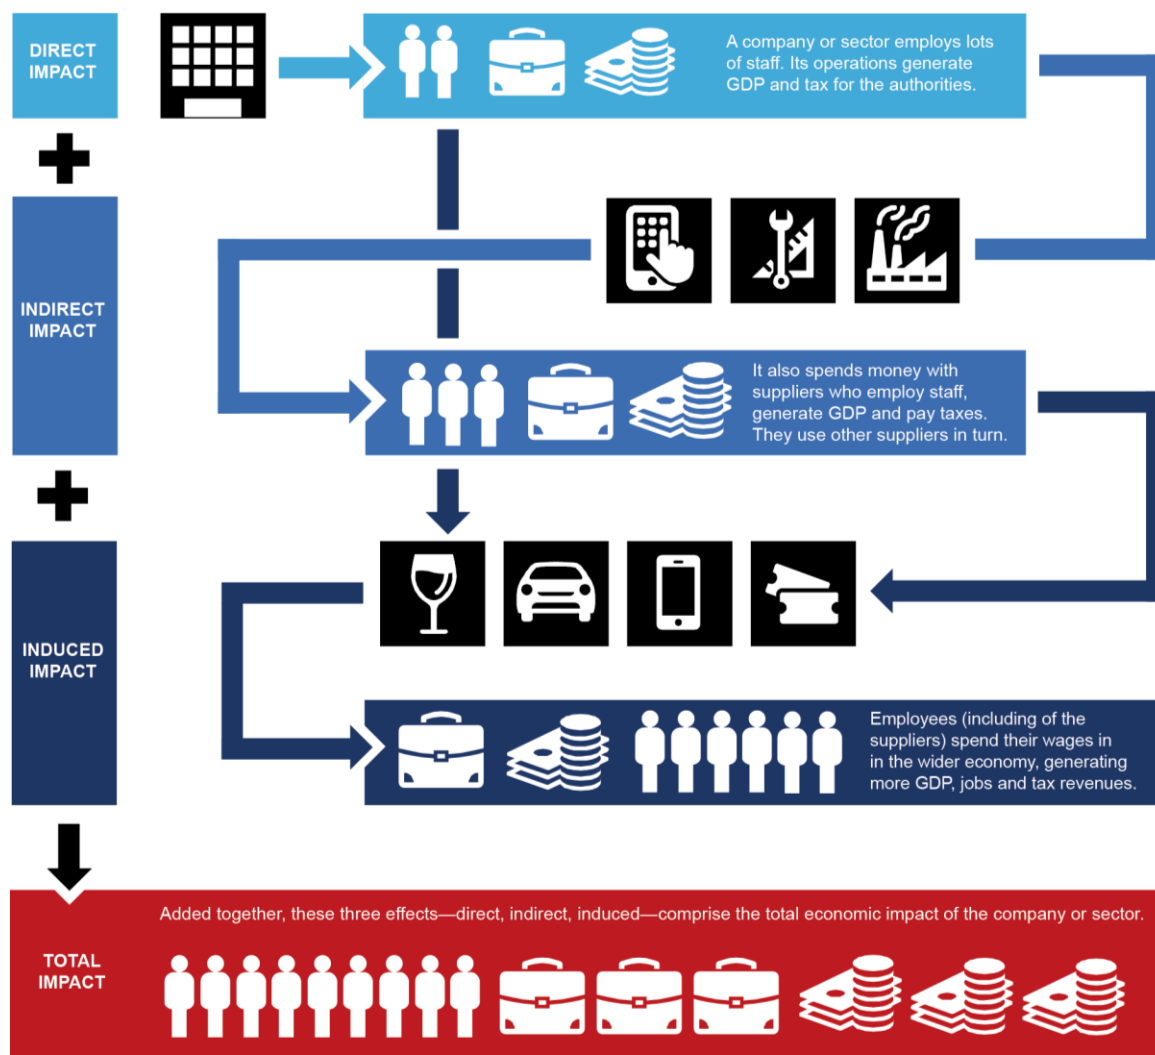 DIRECT
IMPACT
A company or sector employs lots
of staff. Its operations generate
GDP and tax for the authorities.
INDIRECT
IMPACT
It also spends money with
suppliers who employ staff,
generate GDP and pay taxes.
They use other suppliers in turn.
INDUCED
IMPACT
Employees (including of the
suppliers) spend their wages in
in the wider economy, generating
more GDP, jobs and tax revenues.
Added together, these three effects—direct, indirect, induced—comprise the total economic impact of the company or sector.
TOTAL
IMPACT